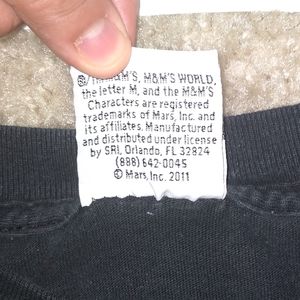 M&M'S, M&M'S WORLD,
the letter M, and the M&M'S
Characters are registered
trademarks of Mars, Inc. and
its affiliates. Manufactured
and distributed under license
by SRI, Orlando, FL 32824
(888) 642-0045
© Mars, Inc. 2011